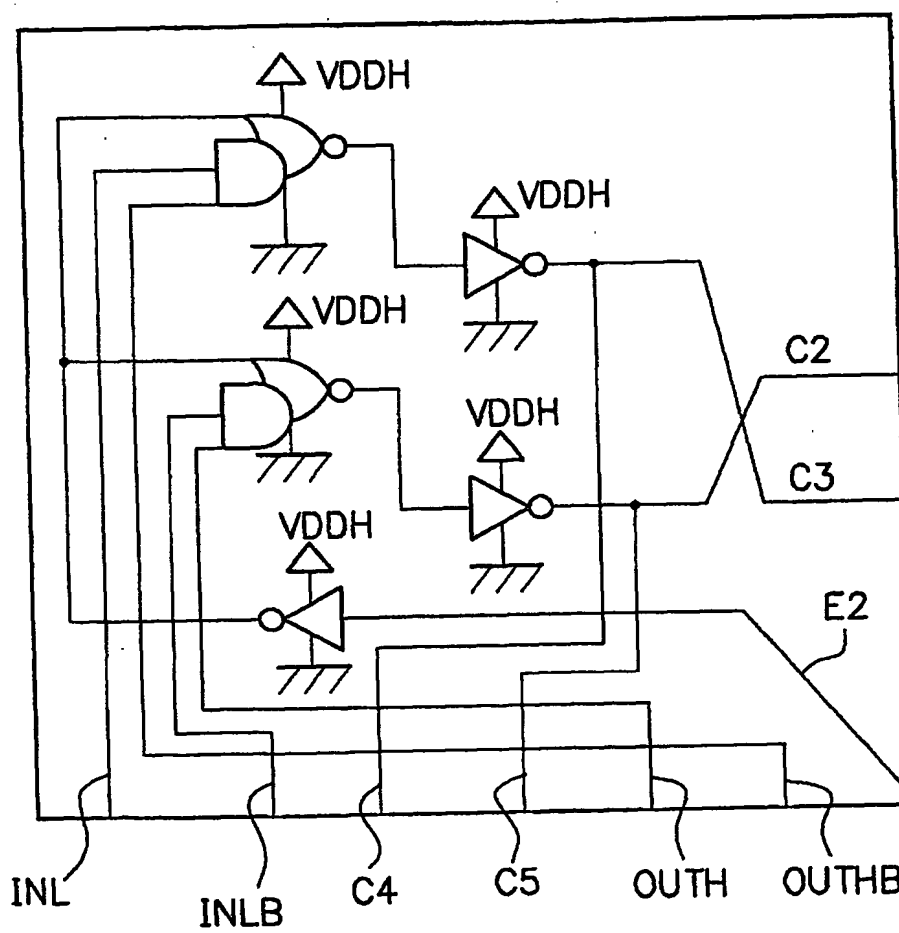 VDDH
VDDH
VDDH
C2
VDDH
C3
VDDH
E2
INL
INLB
C4
C5
OUTH
OUTHB